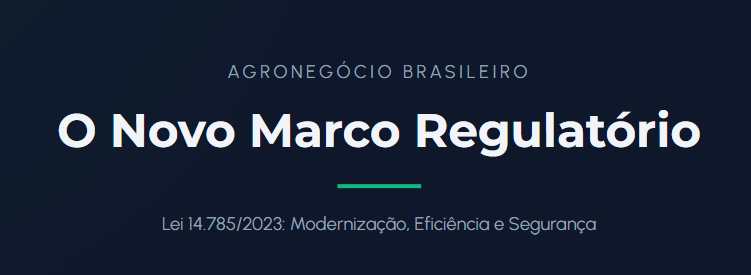 AGRONEGÓCIO BRASILEIRO
O Novo Marco Regulatório
Lei 14.785/2023: Modernização, Eficiência e Segurança